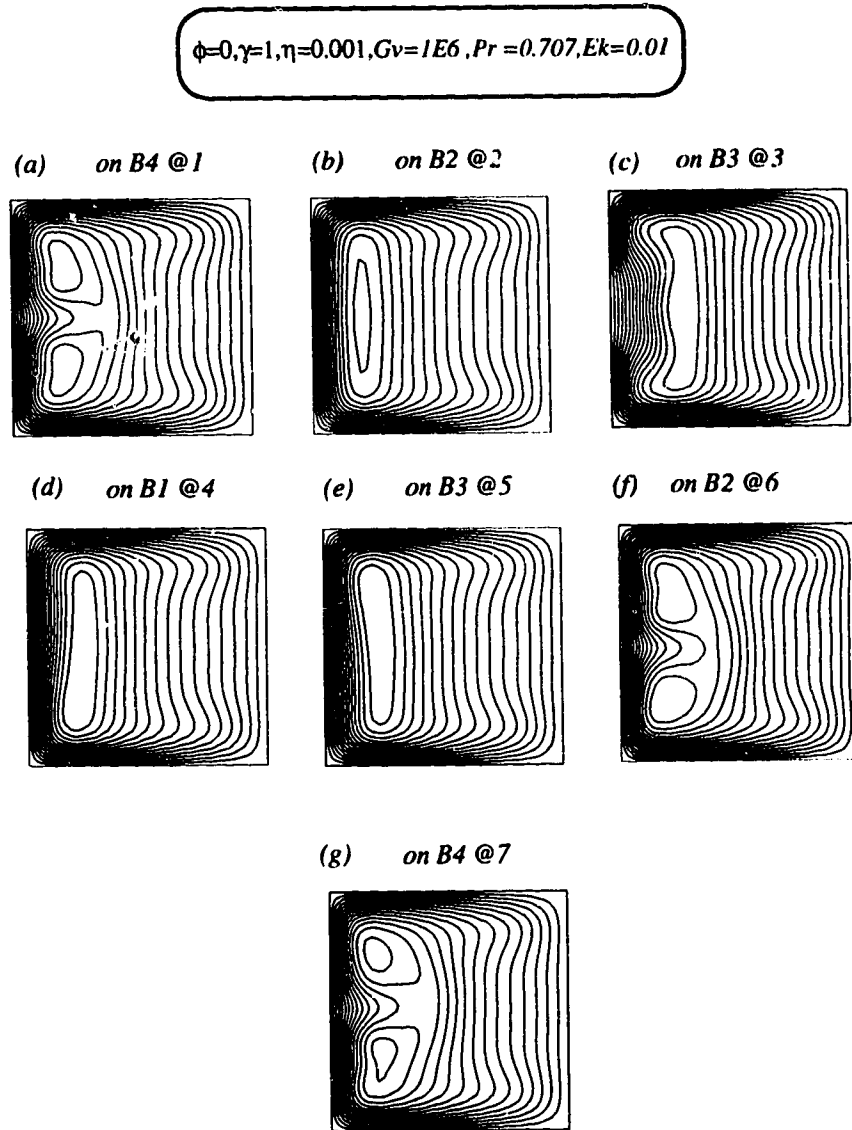 ϕ=0,γ=1,η=0.001,Gv=1E6 ,Pr =0.707,Ek=0.01
(a) on B4 @1
(b) on B2 @2
(c) on B3 @3
(d) on B1 @4
(e) on B3 @5
(f) on B2 @6
(g) on B4 @7